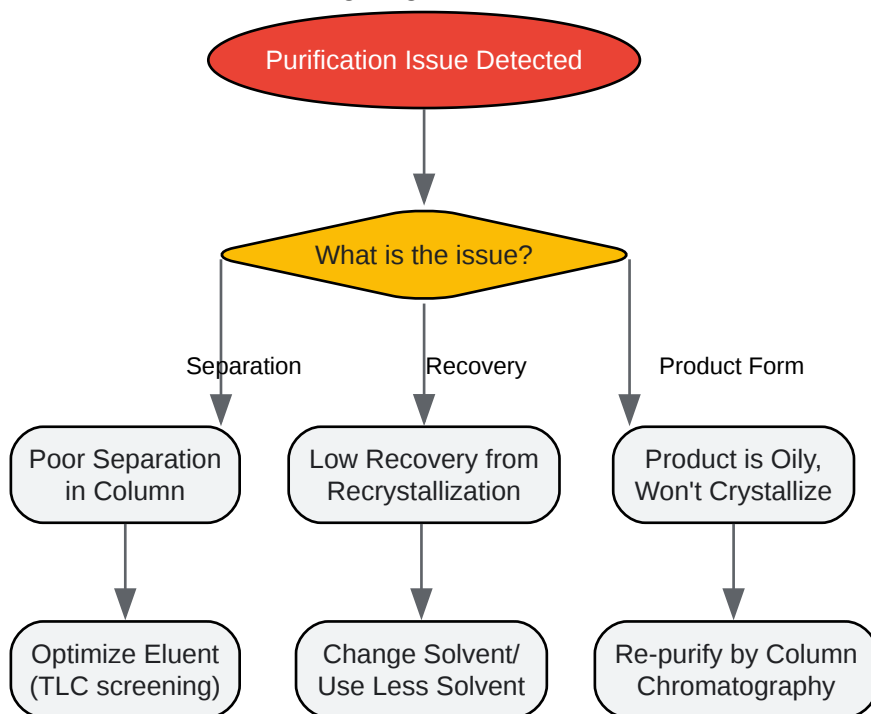 Purification Issue Detected
What is the issue?
Separation
Recovery
Product Form
Poor Separation
in Column
Low Recovery from
Recrystallization
Product is Oily,
Won't Crystallize
Optimize Eluent
(TLC screening)
Change Solvent/
Use Less Solvent
Re-purify by Column
Chromatography